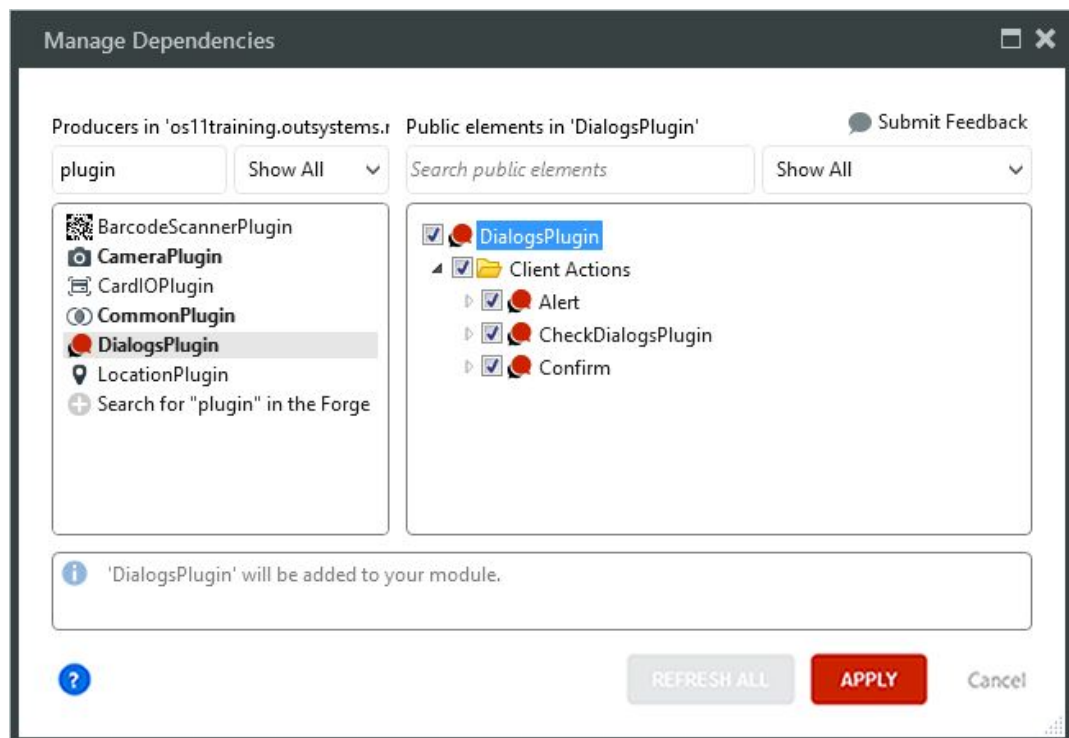 Manage Dependencies
Producers in 'os11training.outsystems.r
Public elements in 'DialogsPlugin'
Submit Feedback
plugin
Show All
Search public elements
Show All
BarcodeScannerPlugin
CameraPlugin
CardIOPlugin
CommonPlugin
DialogsPlugin
LocationPlugin
Search for "plugin" in the Forge
DialogsPlugin
Client Actions
Alert
CheckDialogsPlugin
Confirm
'DialogsPlugin' will be added to your module.
REFRESH ALL
APPLY
Cancel